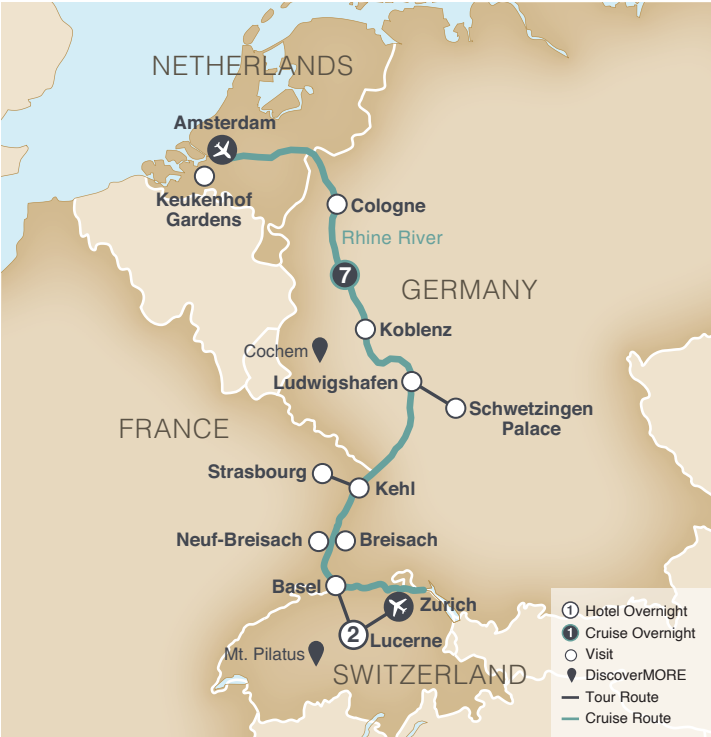 NETHERLANDS
Amsterdam
Keukenhof
Gardens
Cologne
Rhine River
7
GERMANY
Koblenz
Cochem
Ludwigshafen
Schwetzingen
Palace
FRANCE
Strasbourg
Kehl
Neuf-Breisach
Breisach
Basel
Zurich
2
Lucerne
Mt. Pilatus
SWITZERLAND
1 Hotel Overnight
1 Cruise Overnight
Visit
DiscoverMORE
Tour Route
Cruise Route